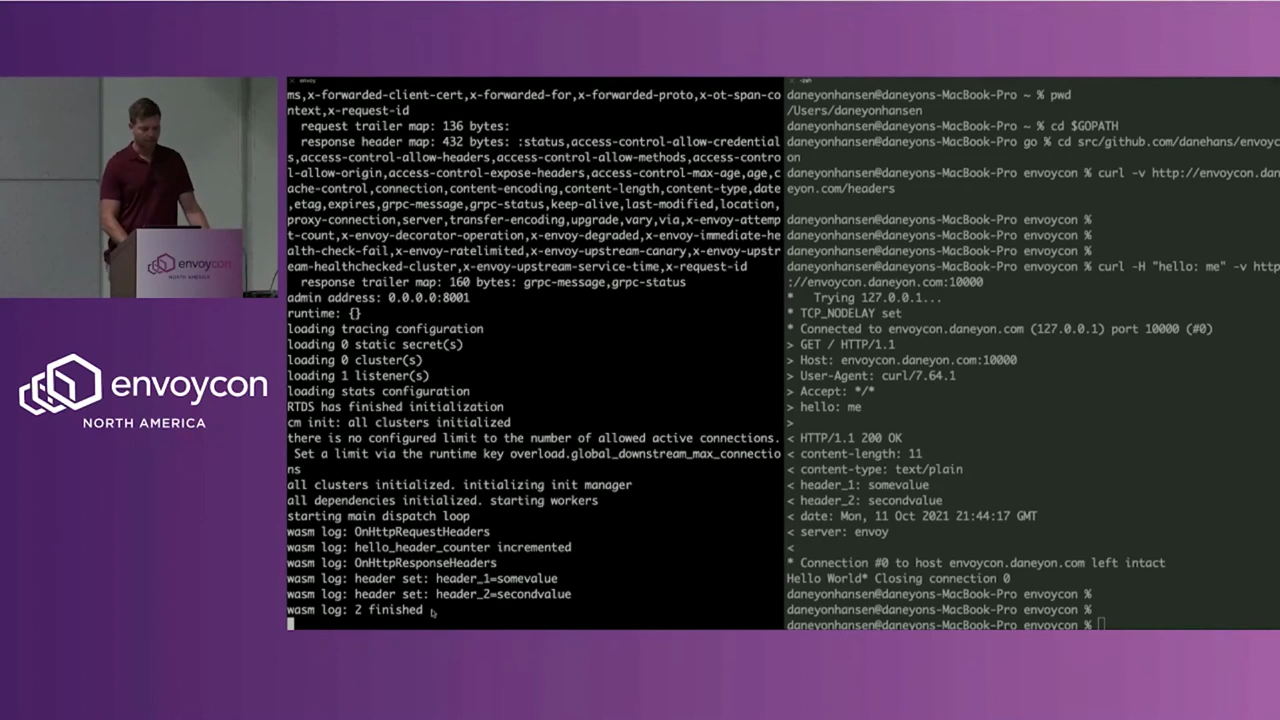 envoycon
NORTH AMERICA
envoycon
NORTH AMERICA
envoy
ms,x-forwarded-client-cert,x-forwarded-for,x-forwarded-proto,x-ot-span-co
ntext,x-request-id
request trailer map: 136 bytes:
response header map: 432 bytes: :status,access-control-allow-credential
s,access-control-allow-headers,access-control-allow-methods,access-contro
l-allow-origin,access-control-expose-headers,access-control-max-age,age,c
ache-control,connection,content-encoding,content-length,content-type,date
,etag,expires,grpc-message,grpc-status,keep-alive,last-modified,location,
proxy-connection,server,transfer-encoding,upgrade,vary,via,x-envoy-attemp
t-count,x-envoy-decorator-operation,x-envoy-degraded,x-envoy-immediate-he
alth-check-fail,x-envoy-ratelimited,x-envoy-upstream-canary,x-envoy-upstr
eam-healthchecked-cluster,x-envoy-upstream-service-time,x-request-id
response trailer map: 160 bytes: grpc-message,grpc-status
admin address: 0.0.0.0:8001
runtime: {}
loading tracing configuration
loading 0 static secret(s)
loading 0 cluster(s)
loading 1 listener(s)
loading stats configuration
RTDS has finished initialization
cm init: all clusters initialized
there is no configured limit to the number of allowed active connections.
Set a limit via the runtime key overload.global_downstream_max_connectio
ns
all clusters initialized. initializing init manager
all dependencies initialized. starting workers
starting main dispatch loop
wasm log: OnHttpRequestHeaders
wasm log: hello_header_counter incremented
wasm log: OnHttpResponseHeaders
wasm log: header set: header_1=somevalue
wasm log: header set: header_2=secondvalue
wasm log: 2 finished
-zsh
daneyonhansen@daneyons-MacBook-Pro ~ % pwd
/Users/daneyonhansen
daneyonhansen@daneyons-MacBook-Pro ~ % cd $GOPATH
daneyonhansen@daneyons-MacBook-Pro go % cd src/github.com/danehans/envoyc
on
daneyonhansen@daneyons-MacBook-Pro envoycon % curl -v http://envoycon.dan
eyon.com/headers
daneyonhansen@daneyons-MacBook-Pro envoycon %
daneyonhansen@daneyons-MacBook-Pro envoycon %
daneyonhansen@daneyons-MacBook-Pro envoycon %
daneyonhansen@daneyons-MacBook-Pro envoycon % curl -H "hello: me" -v http
://envoycon.daneyon.com:10000
* Trying 127.0.0.1...
* TCP_NODELAY set
* Connected to envoycon.daneyon.com (127.0.0.1) port 10000 (#0)
> GET / HTTP/1.1
> Host: envoycon.daneyon.com:10000
> User-Agent: curl/7.64.1
> Accept: */*
> hello: me
>
< HTTP/1.1 200 OK
< content-length: 11
< content-type: text/plain
< header_1: somevalue
< header_2: secondvalue
< date: Mon, 11 Oct 2021 21:44:17 GMT
< server: envoy
<
* Connection #0 to host envoycon.daneyon.com left intact
Hello World* Closing connection 0
daneyonhansen@daneyons-MacBook-Pro envoycon %
daneyonhansen@daneyons-MacBook-Pro envoycon %
daneyonhansen@daneyons-MacBook-Pro envoycon %